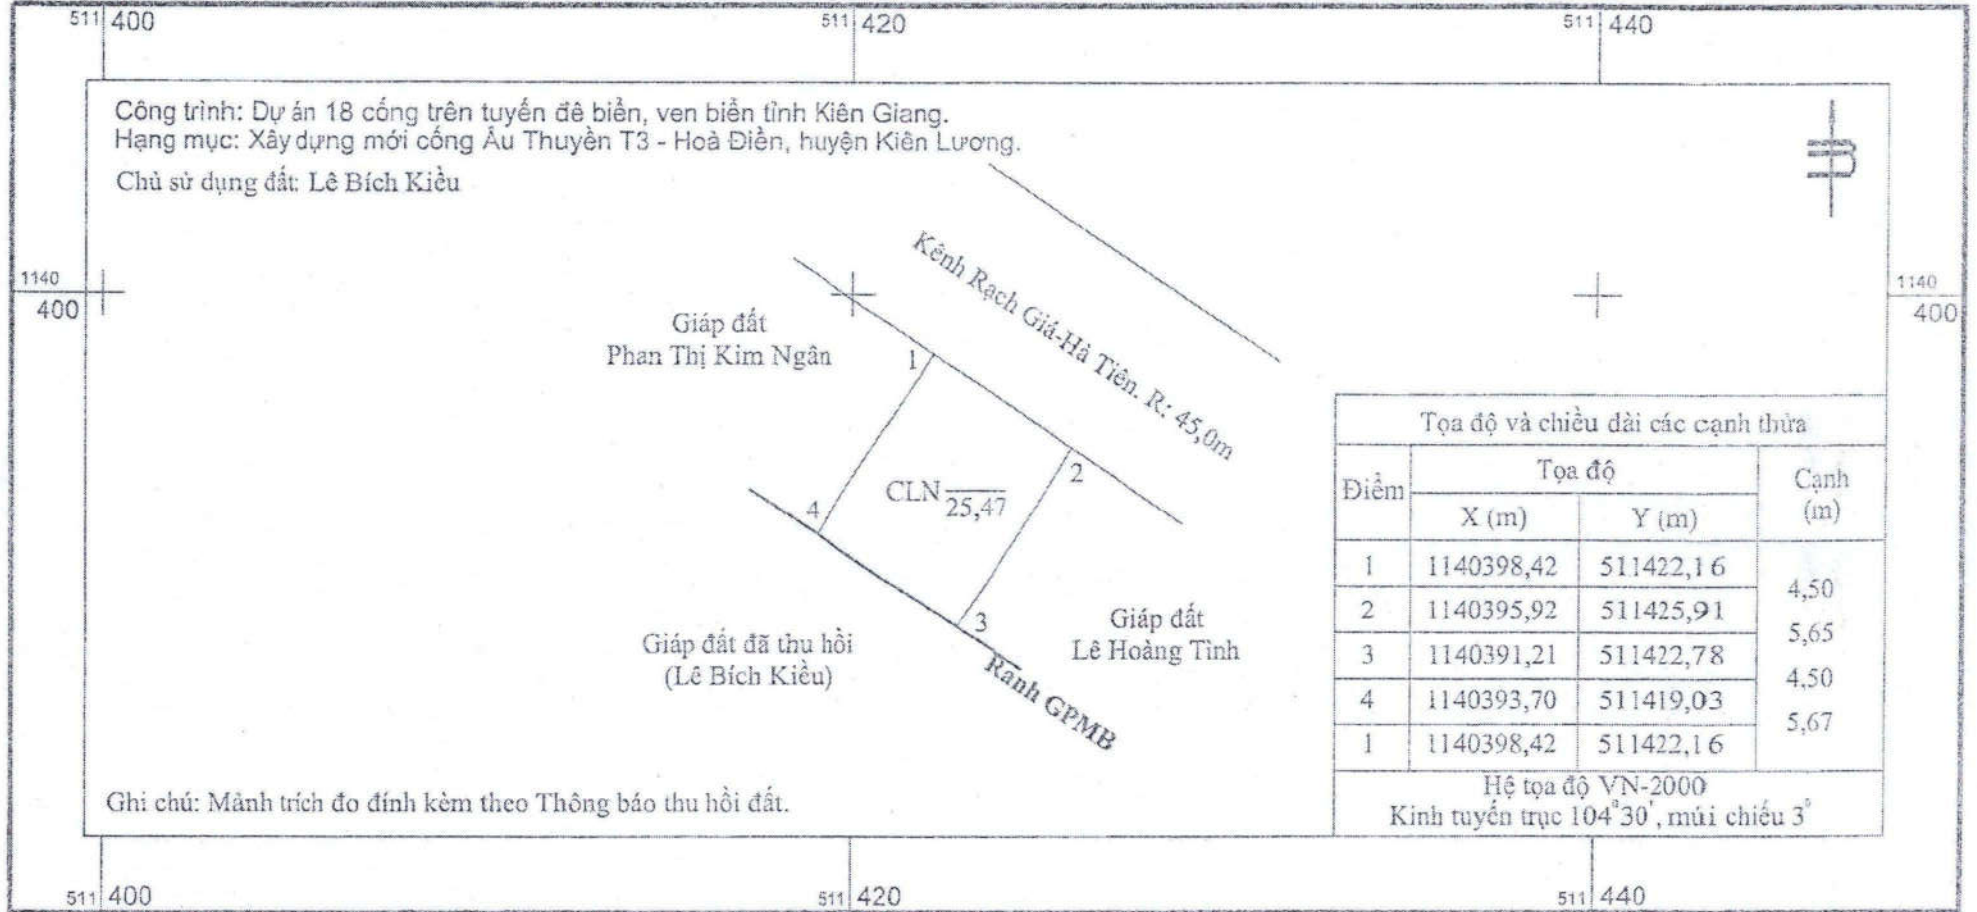 511 400
511 420
511 440
Công trình: Dự án 18 cống trên tuyến đê biển, ven biển tỉnh Kiên Giang.
Hạng mục: Xây dựng mới cống Âu Thuyền T3 - Hoà Điền, huyện Kiên Lương.
Chủ sử dụng đất: Lê Bích Kiều
B
1140
400
1140
400
Kênh Rạch Giá-Hà Tiên. R: 45,0m
Giáp đất
Phan Thị Kim Ngân
1
2
CLN 25,47
4
3
Giáp đất
Lê Hoàng Tình
Giáp đất đã thu hồi
(Lê Bích Kiều)
Ranh GPMB
Tọa độ và chiều dài các cạnh thửa
Điểm Tọa độ Cạnh (m)
X (m) Y (m)
1 1140398,42 511422,16
4,50
2 1140395,92 511425,91
5,65
3 1140391,21 511422,78
4,50
4 1140393,70 511419,03
5,67
1 1140398,42 511422,16
Hệ tọa độ VN-2000
Kinh tuyến trục 104°30', múi chiếu 3°
Ghi chú: Mảnh trích đo đính kèm theo Thông báo thu hồi đất.
511 400
511 420
511 440